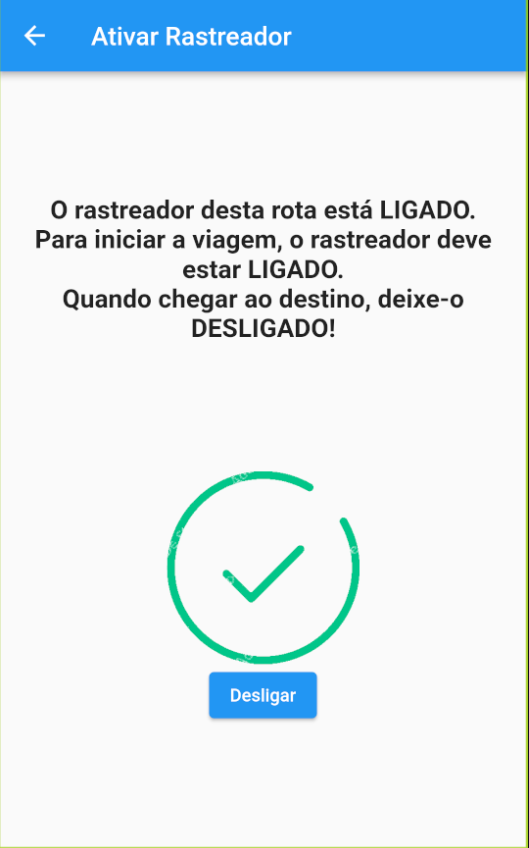 Ativar Rastreador
O rastreador desta rota está LIGADO.
Para iniciar a viagem, o rastreador deve
estar LIGADO.
Quando chegar ao destino, deixe-o
DESLIGADO!
Desligar